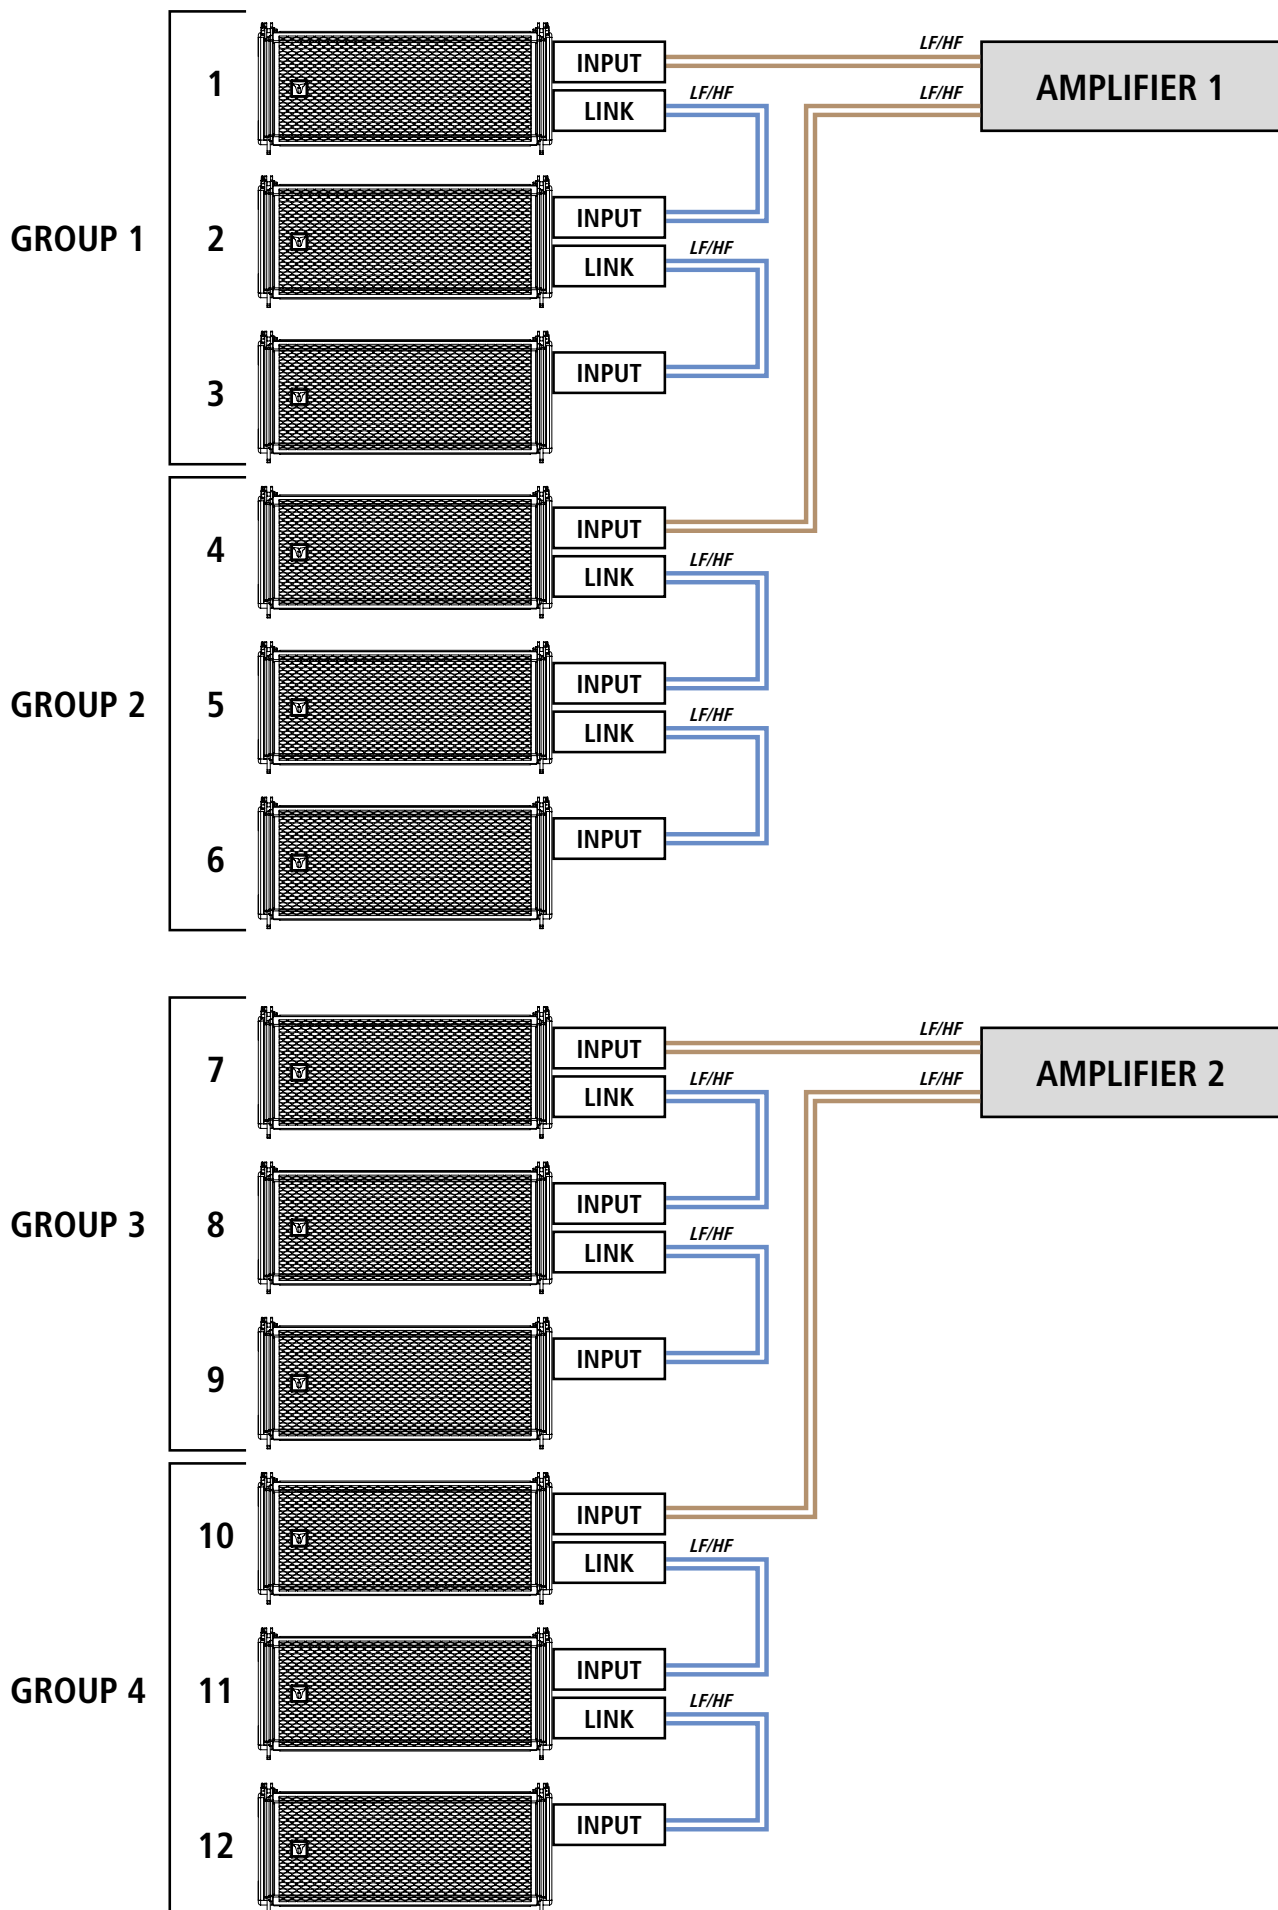 LF/HF
INPUT
AMPLIFIER 1
1
LF/HF
LF/HF
LINK
INPUT
GROUP 1
2
LF/HF
LINK
INPUT
3
INPUT
4
LF/HF
LINK
INPUT
GROUP 2
5
LF/HF
LINK
INPUT
6
LF/HF
INPUT
AMPLIFIER 2
7
LF/HF
LF/HF
LINK
INPUT
GROUP 3
8
LF/HF
LINK
INPUT
9
INPUT
10
LF/HF
LINK
INPUT
GROUP 4
11
LF/HF
LINK
INPUT
12